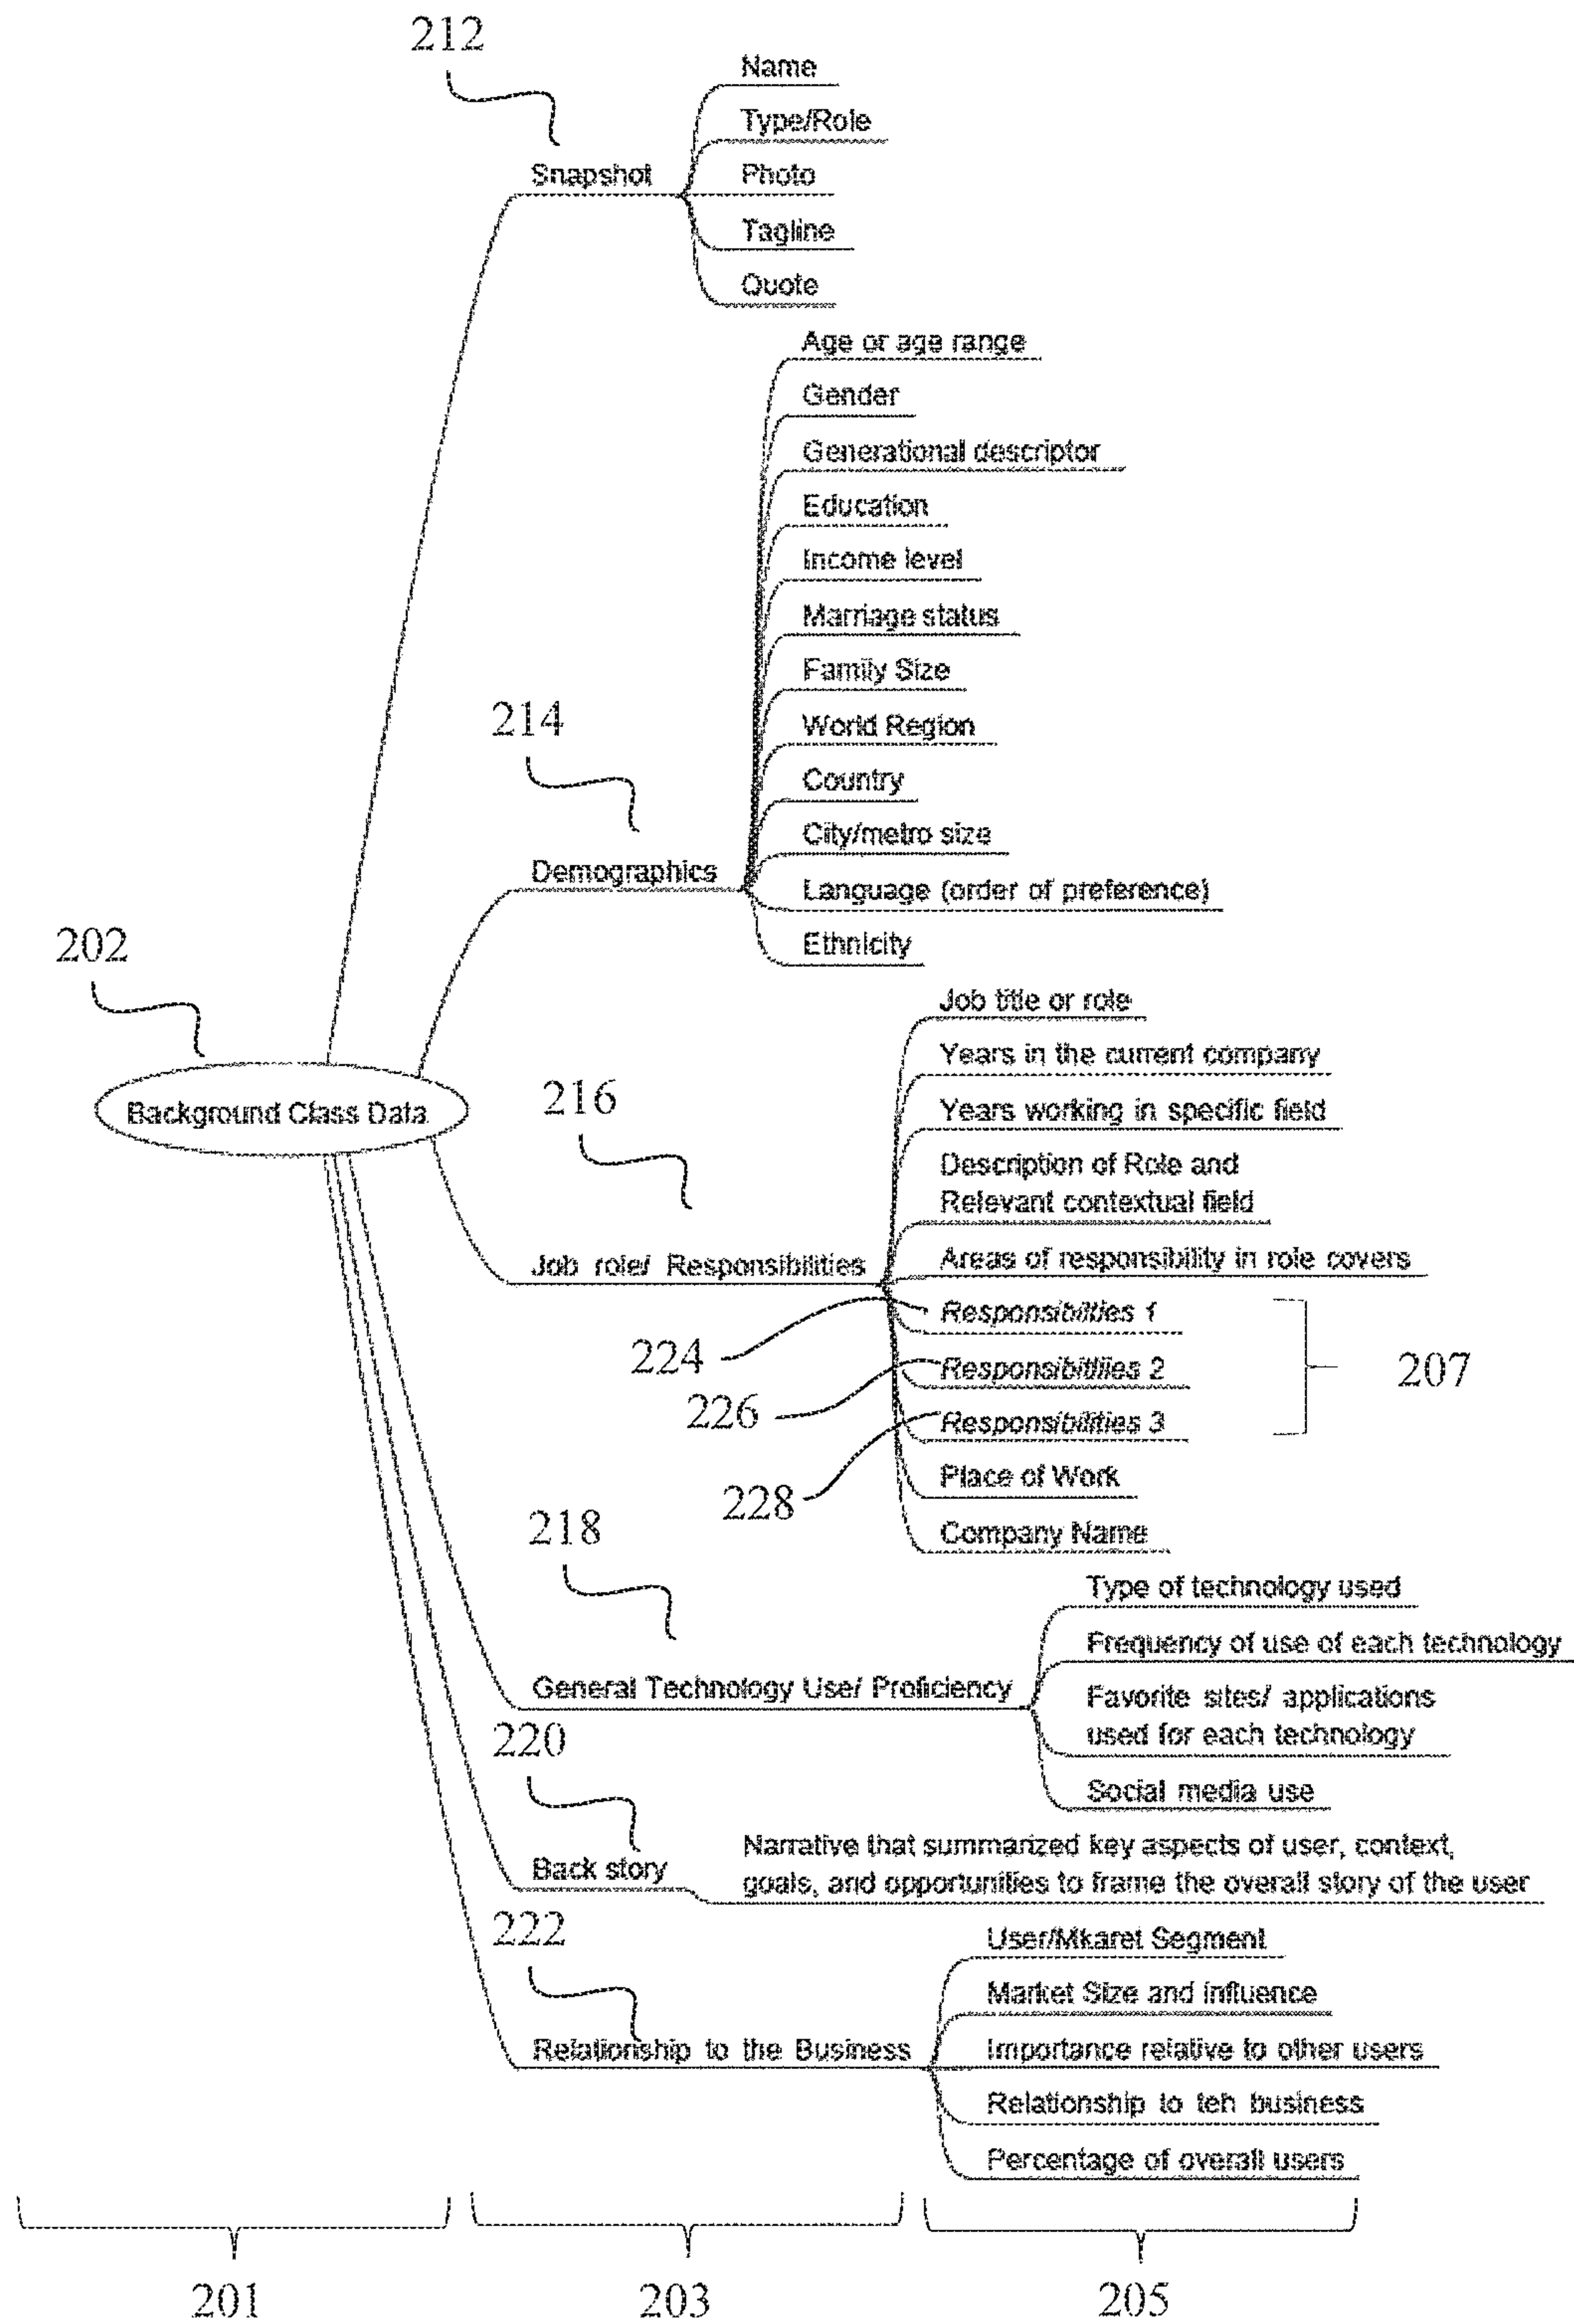 212
Name
Type/Role
Snapshot
Photo
Tagline
Quote
Age or age range
Gender
Generational descriptor
Education
Income level
Marriage status
Family Size
214
World Region
Country
City/metro size
Demographics
Language (order of preference)
Ethnicity
202
Job title or role
Years in the current company
Background Class Data
216
Years working in specific field
Description of Role and
Relevant contextual field
Job role/ Responsibilities
Areas of responsibility in role covers
Responsibilties 1
224
Responsibitliies 2
207
226
Responsibilities 3
228
Place of Work
218
Company Name
Type of technology used
Frequency of use of each technology
General Technology Use/ Proficiency
Favorite sites/ applications
used for each technology
220
Social media use
Back story
Narrative that summarized key aspects of user, context,
goals, and opportunities to frame the overall story of the user
222
User/Mkaret Segment
Market Size and influence
Relationship to the Business
Importance relative to other users
Relationship to teh business
Percentage of overall users
201
203
205